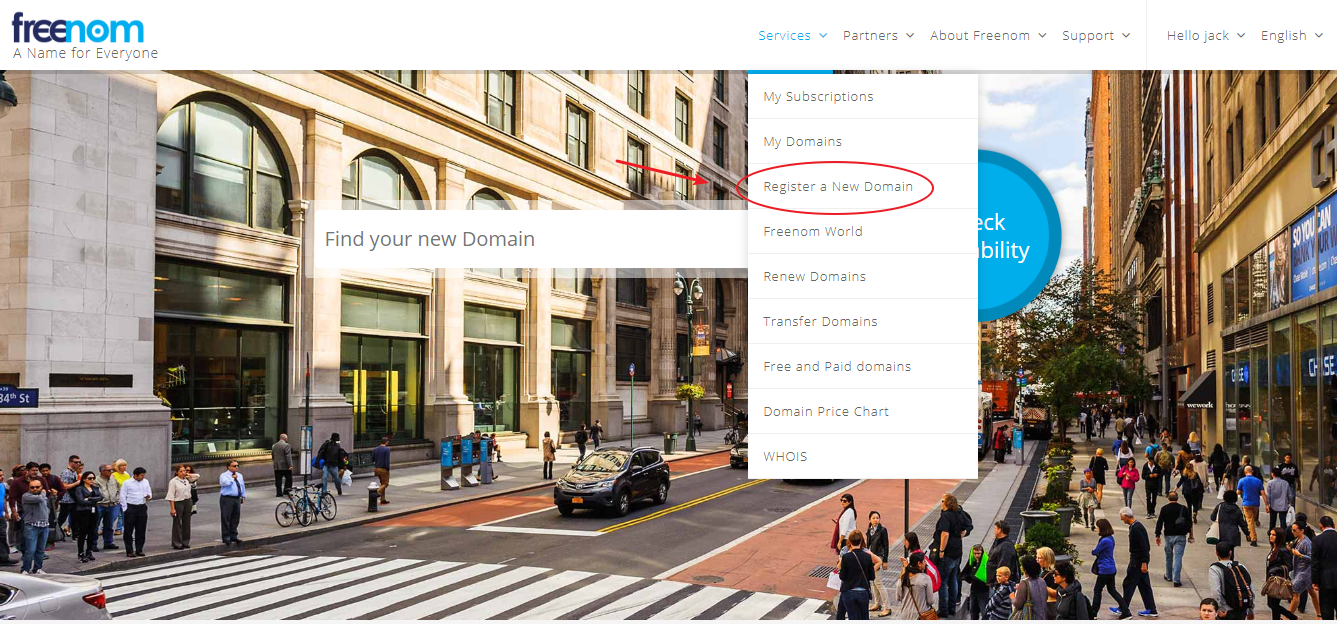 freenom
A Name for Everyone
Services
Partners
About Freenom
Support
Hello jack
English
My Subscriptions
My Domains
Register a New Domain
Freenom World
Renew Domains
Transfer Domains
Free and Paid domains
Domain Price Chart
WHOIS
Find your new Domain
eck
bility
SO YOU CAN
BANK YOUR
34th St
wework
CHASE